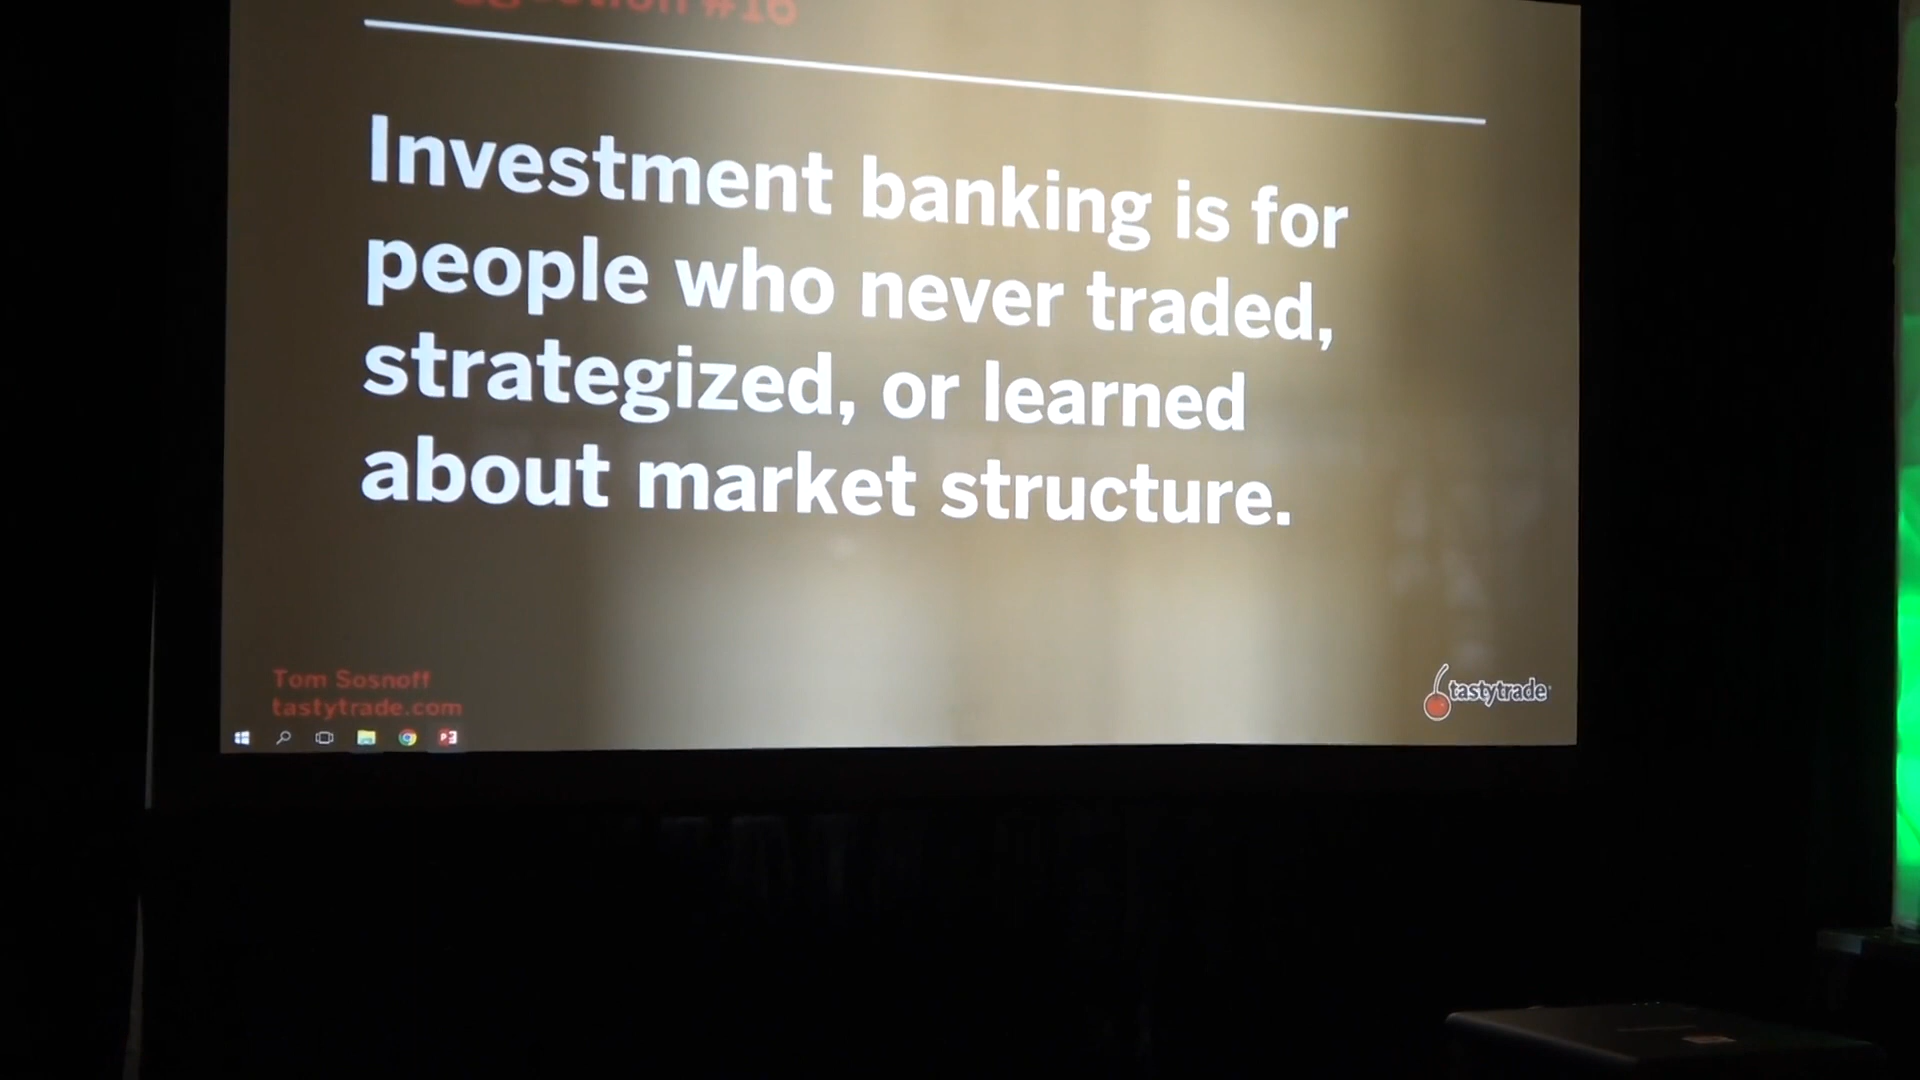 #16
Investment banking is for
people who never traded,
strategized, or learned
about market structure.
Tom Sosnoff
tastytrade.com
tastytrade